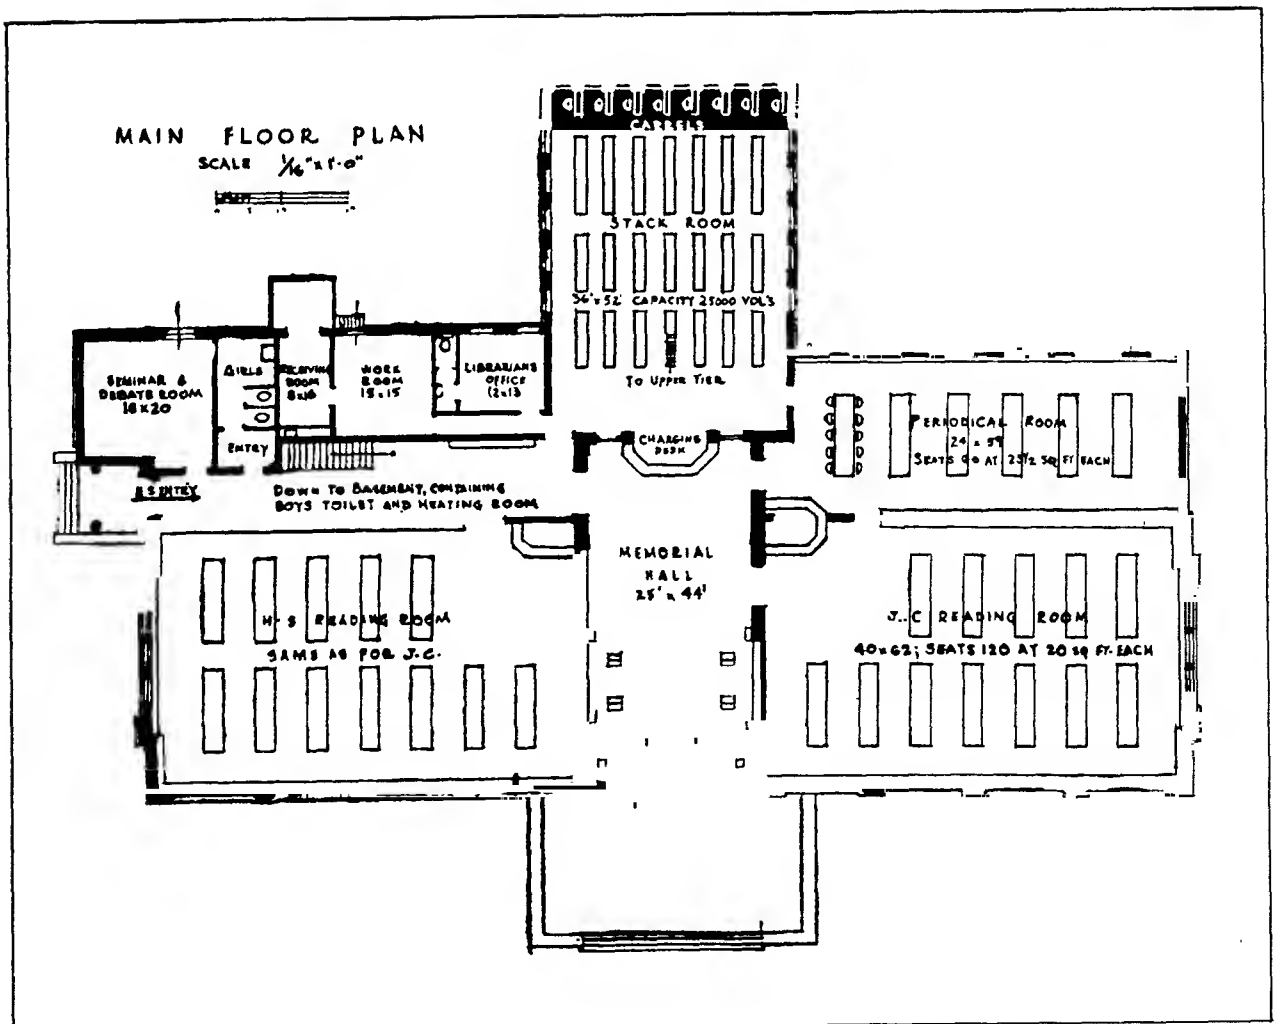 MAIN FLOOR PLAN
SCALE 1/16" x 1'-0"
CARRELS
STACK ROOM
36' x 52' CAPACITY 25000 VOL'S
TO UPPER TIER
SEMINAR &
DEBATE ROOM
18 x 20
GIRLS
ENTRY
RECEIVING
ROOM
8 x 16
WORK
ROOM
15 x 15
LIBRARIANS
OFFICE
12 x 13
CHARGING
DESK
PERIODICAL ROOM
24 x 59
SEATS 60 AT 23 1/2 SQ FT EACH
H S ENTRY
DOWN TO BASEMENT, CONTAINING
BOYS TOILET AND HEATING ROOM
MEMORIAL
HALL
25' x 44'
H-S READING ROOM
SAME AS FOR J.C.
J.-C READING ROOM
40 x 62; SEATS 120 AT 20 SQ FT. EACH